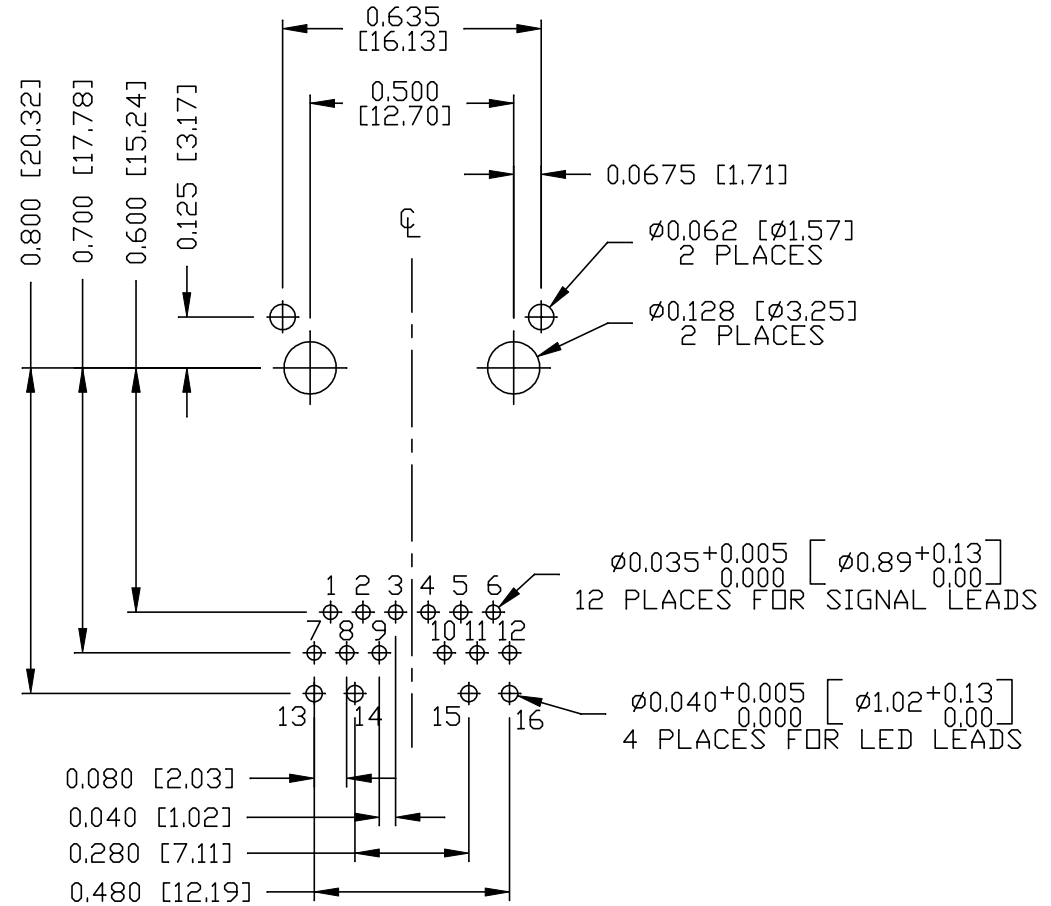 0.635
[16.13]
0.500
[12.70]
0.800 [20.32]
0.700 [17.78]
0.600 [15.24]
0.125 [3.17]
0.0675 [1.71]
℄
ø0.062 [ø1.57]
2 PLACES
ø0.128 [ø3.25]
2 PLACES
ø0.035+0.005 [ø0.89+0.13]
0.000 0.00
12 PLACES FOR SIGNAL LEADS
1 2 3 4 5 6
7 8 9 10 11 12
ø0.040+0.005 [ø1.02+0.13]
0.000 0.00
4 PLACES FOR LED LEADS
13 14 15 16
0.080 [2.03]
0.040 [1.02]
0.280 [7.11]
0.480 [12.19]